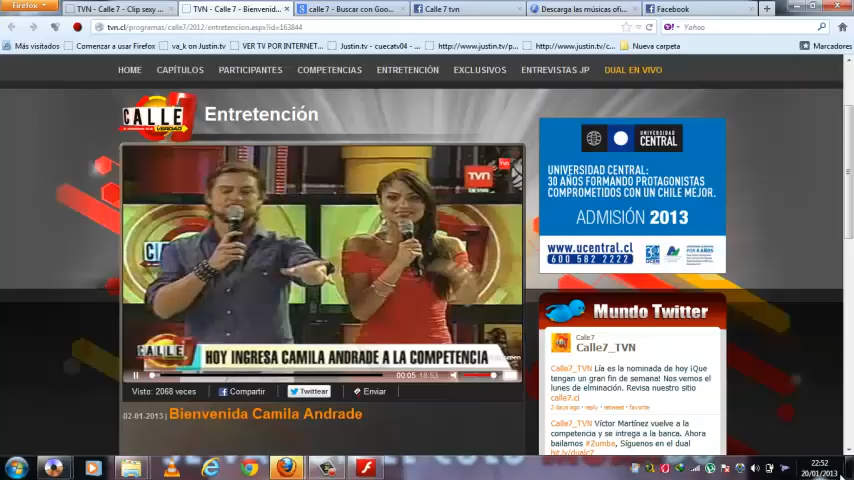 Firefox
TVN - Calle 7 - Clip sexy ...
TVN - Calle 7 - Bienvenid...
calle 7 - Buscar con Goo...
Calle 7 tvn
Descarga las músicas ofi...
Facebook
tvn.cl/programas/calle7/2012/entretencion.aspx?id=163844
Yahoo
Más visitados
Comenzar a usar Firefox
va_k on Justin.tv
VER TV POR INTERNET...
Justin.tv - cuecatv04 - ...
http://www.justin.tv/p...
http://www.justin.tv/c...
Nueva carpeta
Marcadores
HOME
CAPÍTULOS
PARTICIPANTES
COMPETENCIAS
ENTRETENCIÓN
EXCLUSIVOS
ENTREVISTAS JP
DUAL EN VIVO
CALLE 7
VERDAD
Entretención
TVN
UNIVERSIDAD
CENTRAL
UNIVERSIDAD CENTRAL:
30 AÑOS FORMANDO PROTAGONISTAS
COMPROMETIDOS CON UN CHILE MEJOR.
ADMISIÓN 2013
www.ucentral.cl
600 582 2222
CALLE 7
HOY INGRESA CAMILA ANDRADE A LA COMPETENCIA
00:05 18:53
Visto: 2068 veces
Compartir
Twittear
Enviar
02-01-2013 | Bienvenida Camila Andrade
Mundo Twitter
Calle7
Calle7_TVN
Calle7_TVN Lía es la nominada de hoy ¡Que
tengan un gran fin de semana! Nos vemos el
lunes de elminación. Revisa nuestro sitio
calle7.cl
2 days ago · reply · retweet · favorite
Calle7_TVN Víctor Martínez vuelve a la
competencia y se integra a la banca. Ahora
bailamos #Zumba, Síguenos en el dual
bit.ly/dualc7
22:52
20/01/2013